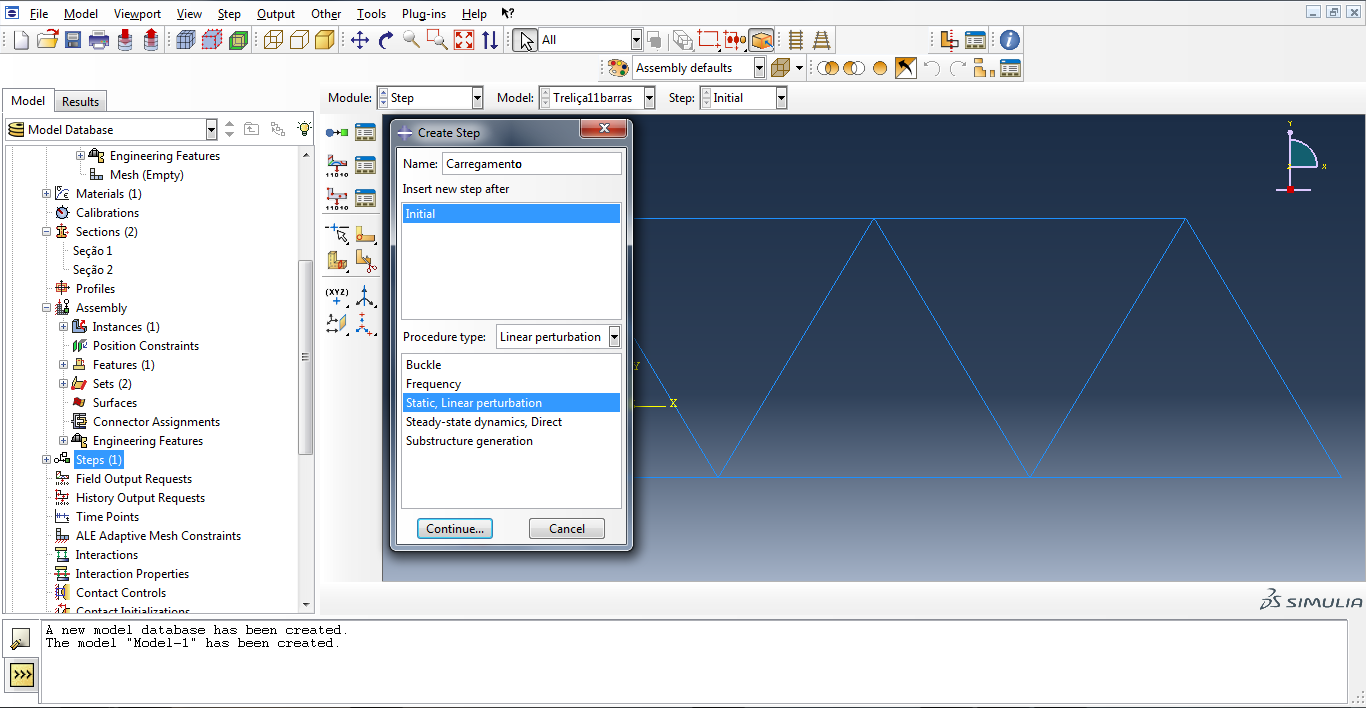 File Model Viewport View Step Output Other Tools Plug-ins Help
All
Assembly defaults
Model Results
Module: Step Model: Treliça11barras Step: Initial
Model Database
Engineering Features
Mesh (Empty)
Materials (1)
Calibrations
Sections (2)
Seção 1
Seção 2
Profiles
Assembly
Instances (1)
Position Constraints
Features (1)
Sets (2)
Surfaces
Connector Assignments
Engineering Features
Steps (1)
Field Output Requests
History Output Requests
Time Points
ALE Adaptive Mesh Constraints
Interactions
Interaction Properties
Contact Controls
Contact Initializations
11010
11010
(XYZ)
Create Step
Name: Carregamento
Insert new step after
Initial
Procedure type: Linear perturbation
Buckle
Frequency
Static, Linear perturbation
Steady-state dynamics, Direct
Substructure generation
Continue... Cancel
Y
X
Y
Z
X
SIMULIA
A new model database has been created.
The model "Model-1" has been created.
>>>